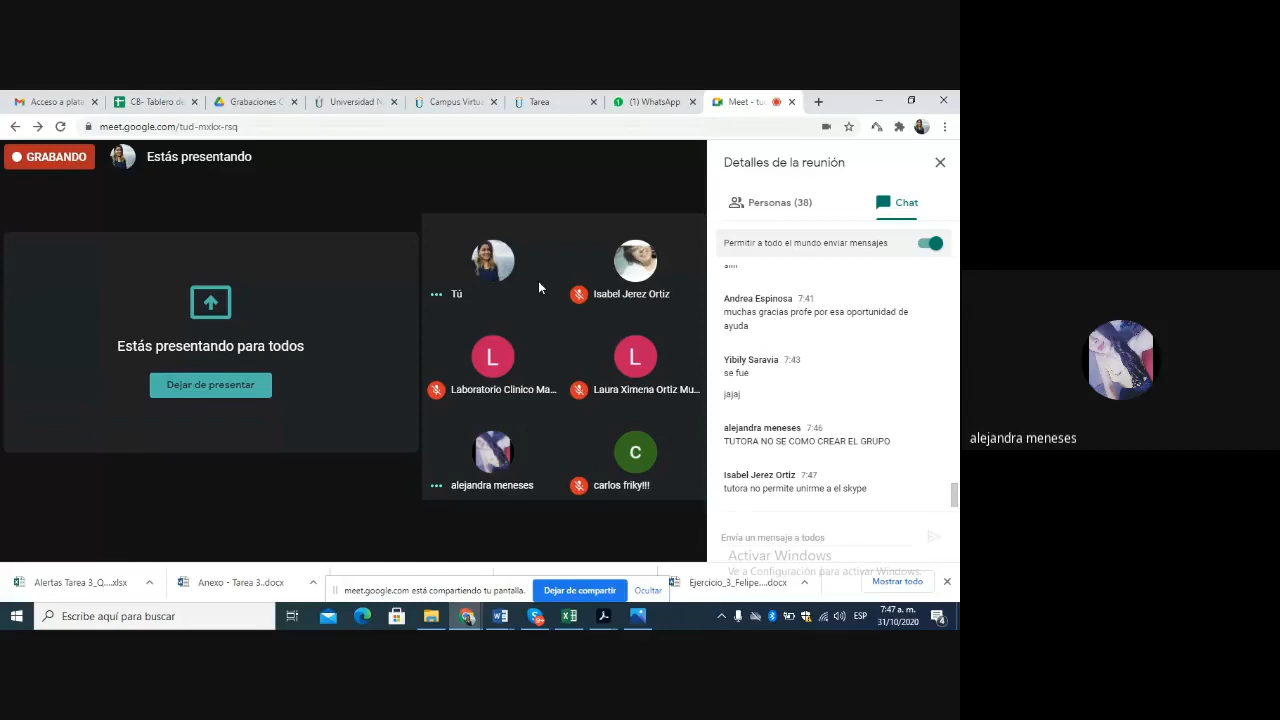 Acceso a plata
CB- Tablero de
Grabaciones C
Universidad N
Campus Virtu
Tarea
(1) WhatsApp
Meet - tud
meet.google.com/tud-mxkx-rsq
GRABANDO
Estás presentando
Estás presentando para todos
Dejar de presentar
Tú
Isabel Jerez Ortiz
L
L
Laboratorio Clinico Ma...
Laura Ximena Ortiz Mu...
C
alejandra meneses
carlos friky!!!
Detalles de la reunión
Personas (38)
Chat
Permitir a todo el mundo enviar mensajes
Andrea Espinosa 7:41
muchas gracias profe por esa oportunidad de
ayuda
Yibily Saravia 7:43
se fue
jajaj
alejandra meneses 7:46
TUTORA NO SE COMO CREAR EL GRUPO
Isabel Jerez Ortiz 7:47
tutora no permite unirme a el skype
Envía un mensaje a todos
Activar Windows
Ve a Configuración para activar Windows.
alejandra meneses
Alertas Tarea 3_Q....xlsx
Anexo - Tarea 3..docx
meet.google.com está compartiendo tu pantalla.
Dejar de compartir
Ocultar
Ejercicio_3_Felipe....docx
Mostrar todo
Escribe aquí para buscar
9+
ESP
7:47 a. m.
31/10/2020
4